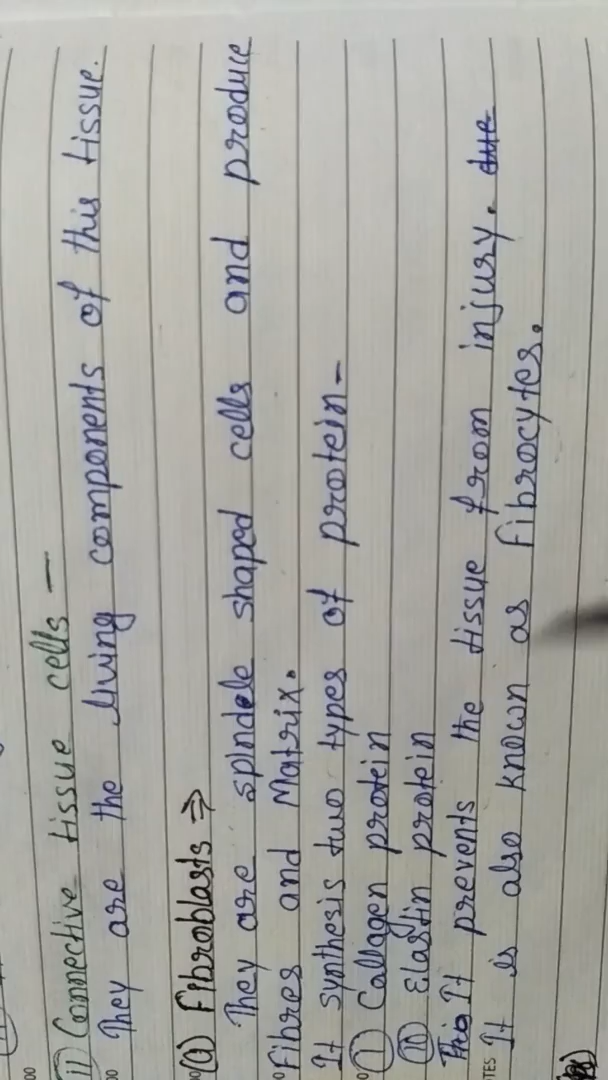 ii) Connective tissue cells —
They are the living components of this tissue.
(a) Fibroblasts ⇒
They are spindele shaped cells and produce
Fibres and Matrix.
It synthesis two types of protein -
(i) Collagen protein
(ii) Elastin protein
It prevents the tissue from injury. due
It is also known as fibrocytes.